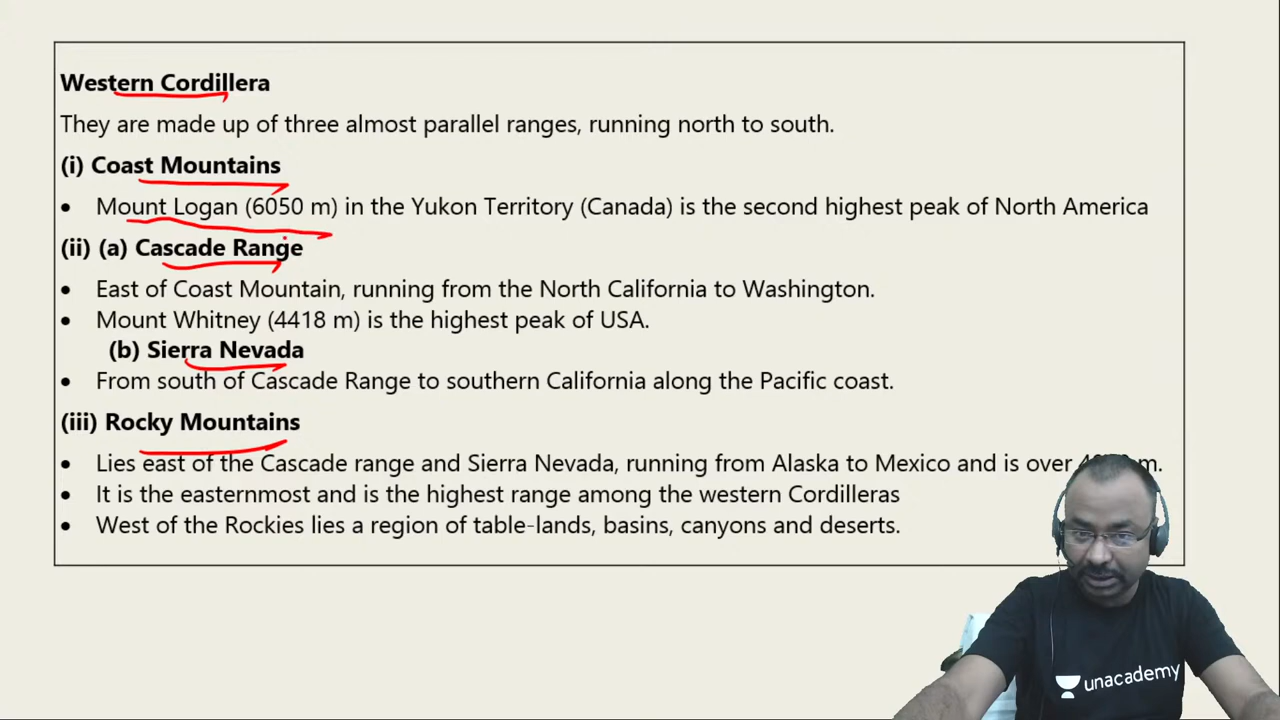 Western Cordillera
They are made up of three almost parallel ranges, running north to south.
(i) Coast Mountains
• Mount Logan (6050 m) in the Yukon Territory (Canada) is the second highest peak of North America
(ii) (a) Cascade Range
• East of Coast Mountain, running from the North California to Washington.
• Mount Whitney (4418 m) is the highest peak of USA.
(b) Sierra Nevada
• From south of Cascade Range to southern California along the Pacific coast.
(iii) Rocky Mountains
• Lies east of the Cascade range and Sierra Nevada, running from Alaska to Mexico and is over m.
• It is the easternmost and is the highest range among the western Cordilleras
• West of the Rockies lies a region of table-lands, basins, canyons and deserts.
unacademy